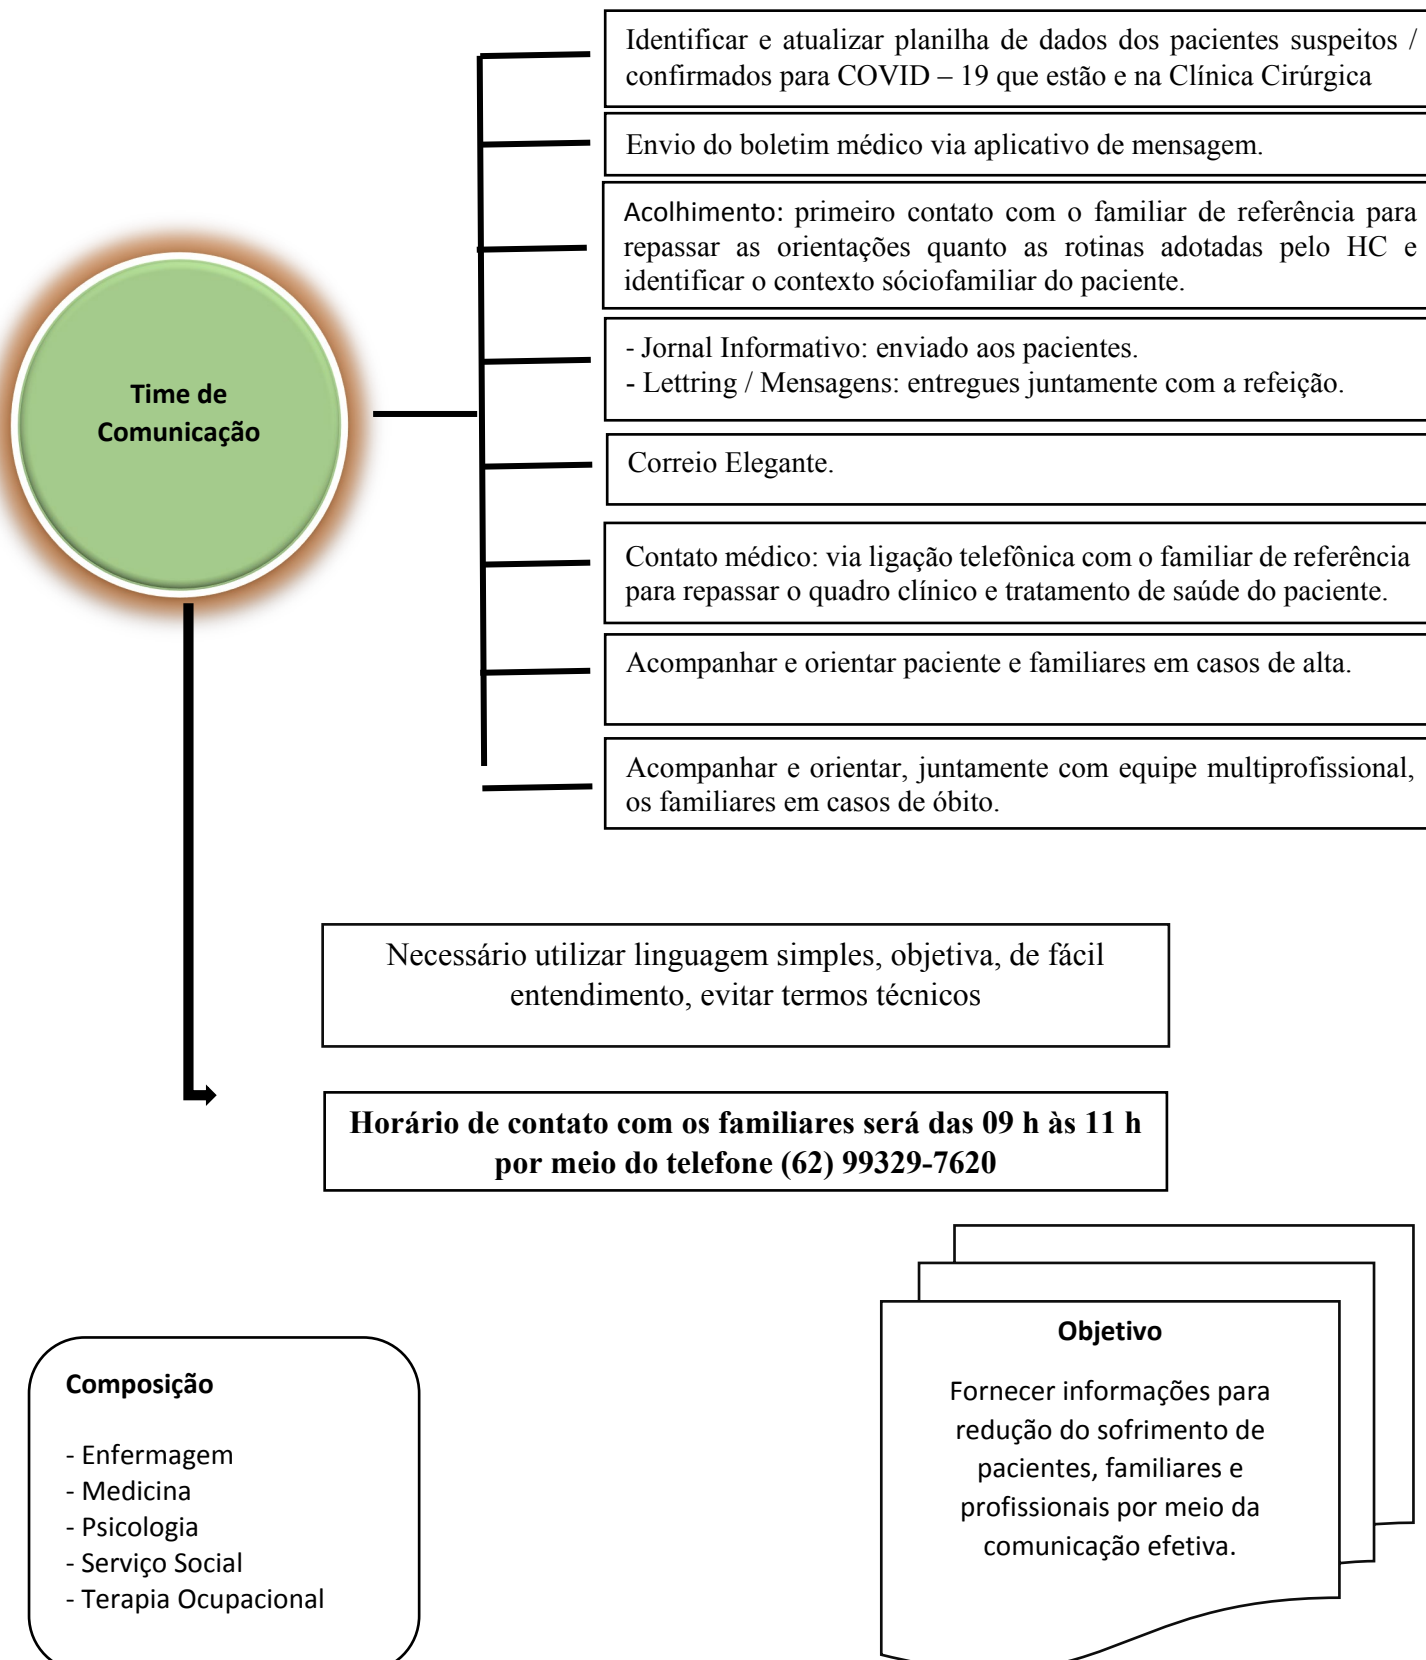 Identificar e atualizar planilha de dados dos pacientes suspeitos /
confirmados para COVID – 19 que estão e na Clínica Cirúrgica
Envio do boletim médico via aplicativo de mensagem.
Acolhimento: primeiro contato com o familiar de referência para
repassar as orientações quanto as rotinas adotadas pelo HC e
identificar o contexto sóciofamiliar do paciente.
- Jornal Informativo: enviado aos pacientes.
- Lettring / Mensagens: entregues juntamente com a refeição.
Time de
Comunicação
Correio Elegante.
Contato médico: via ligação telefônica com o familiar de referência
para repassar o quadro clínico e tratamento de saúde do paciente.
Acompanhar e orientar paciente e familiares em casos de alta.
Acompanhar e orientar, juntamente com equipe multiprofissional,
os familiares em casos de óbito.
Necessário utilizar linguagem simples, objetiva, de fácil
entendimento, evitar termos técnicos
Horário de contato com os familiares será das 09 h às 11 h
por meio do telefone (62) 99329-7620
Composição
- Enfermagem
- Medicina
- Psicologia
- Serviço Social
- Terapia Ocupacional
Objetivo
Fornecer informações para
redução do sofrimento de
pacientes, familiares e
profissionais por meio da
comunicação efetiva.